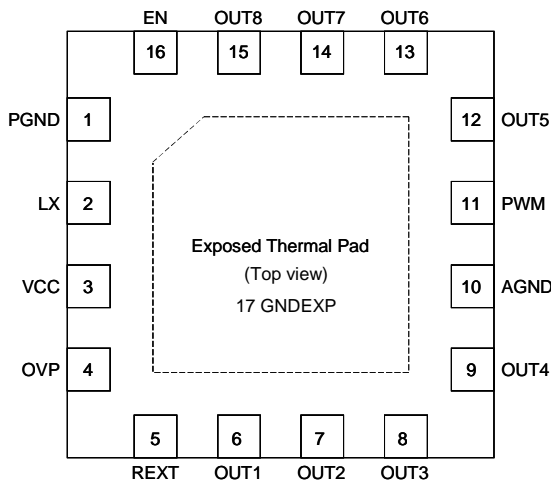 EN OUT8 OUT7 OUT6
16 15 14 13
PGND 1 12 OUT5
LX 2 11 PWM
Exposed Thermal Pad
(Top view)
17 GNDEXP
VCC 3 10 AGND
OVP 4 9 OUT4
5 6 7 8
REXT OUT1 OUT2 OUT3